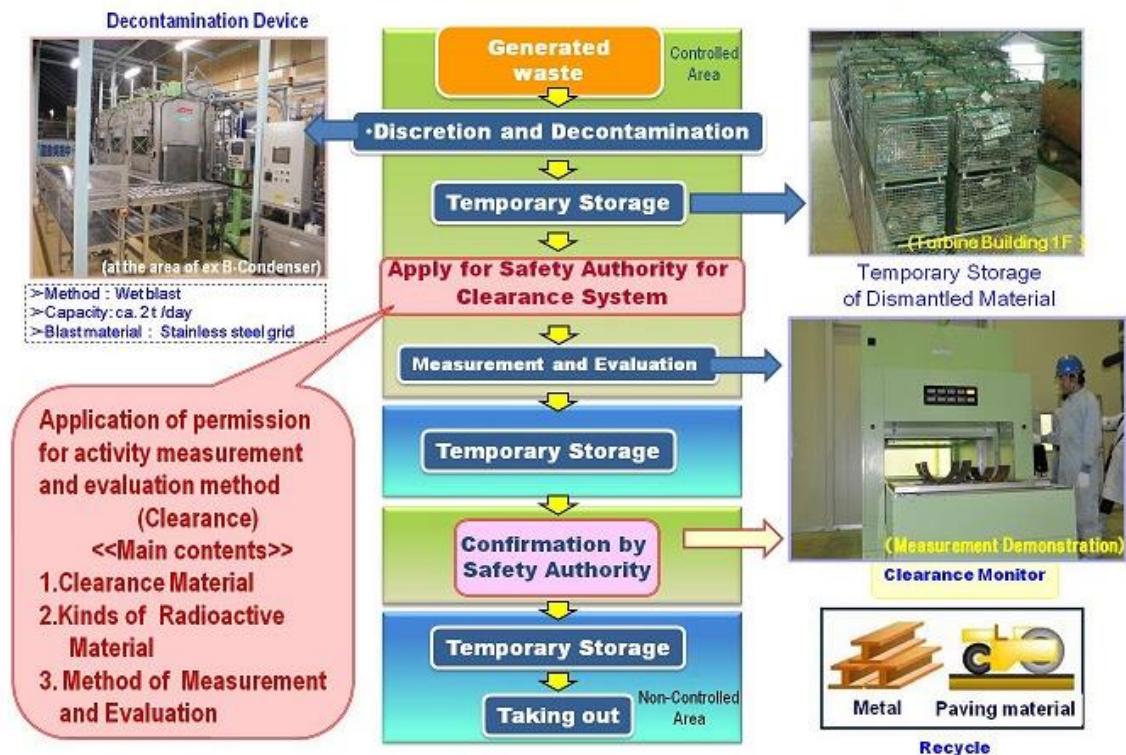 Decontamination Device
(at the area of ex B-Condenser)
➢Method : Wet blast
➢Capacity: ca. 2 t /day
➢Blast material : Stainless steel grid
Generated
waste
Controlled
Area
・Discretion and Decontamination
Temporary Storage
Apply for Safety Authority for
Clearance System
Measurement and Evaluation
Temporary Storage
Confirmation by
Safety Authority
Temporary Storage
Taking out
Non-Controlled
Area
Application of permission
for activity measurement
and evaluation method
(Clearance)
<<Main contents>>
1.Clearance Material
2.Kinds of Radioactive
Material
3. Method of Measurement
and Evaluation
(Turbine Building 1F )
Temporary Storage
of Dismantled Material
(Measurement Demonstration)
Clearance Monitor
Metal
Paving material
Recycle